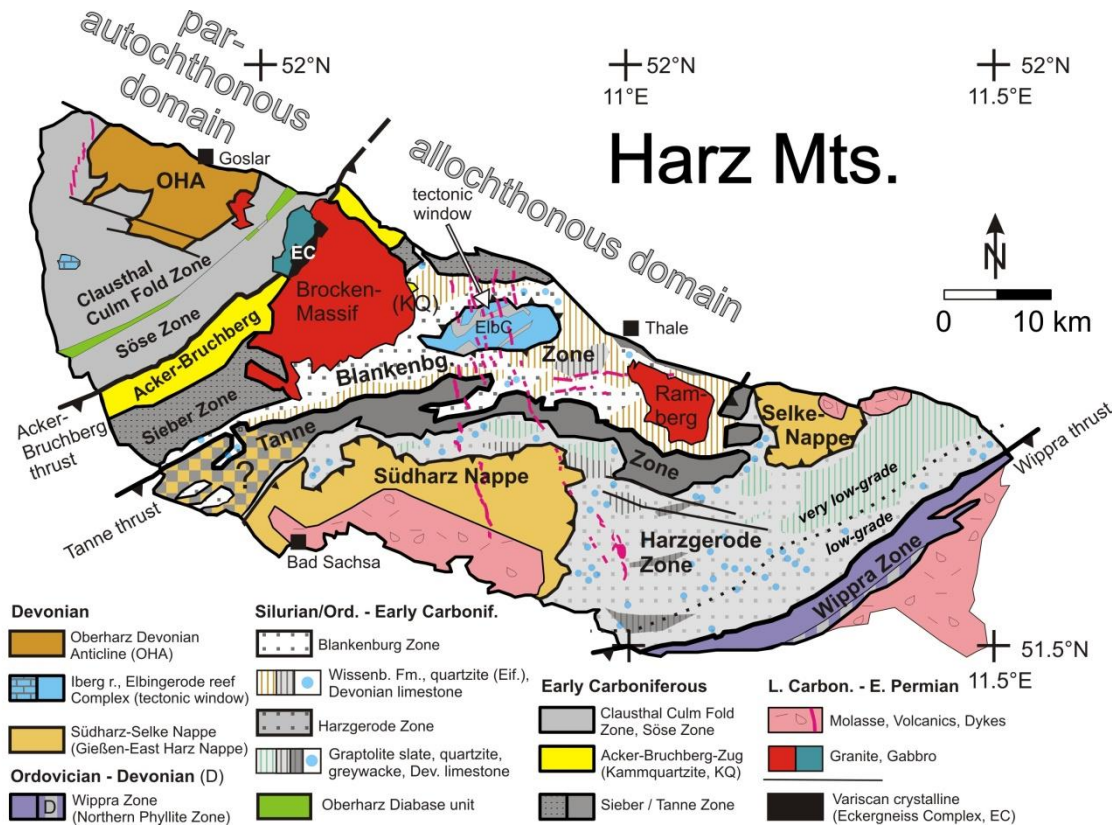 par-
autochthonous
domain
52°N
52°N
11°E
52°N
11.5°E
Harz Mts.
allochthonous domain
tectonic
window
Goslar
OHA
EC
Clausthal
Culm Fold Zone
Söse Zone
Brocken-
Massif
(KQ)
ElbC
N
0 10 km
Thale
Acker-Bruchberg
Blankenbg
Zone
Ram-
berg
Selke-
Nappe
Sieber Zone
Acker-
Bruchberg
thrust
Tanne
Zone
?
Südharz Nappe
very low-grade
low-grade
Wippra thrust
Tanne thrust
Bad Sachsa
Harzgerode
Zone
Wippra Zone
51.5°N
11.5°E
Devonian
Oberharz Devonian
Anticline (OHA)
Iberg r., Elbingerode reef
Complex (tectonic window)
Südharz-Selke Nappe
(Gießen-East Harz Nappe)
Ordovician - Devonian (D)
D
Wippra Zone
(Northern Phyllite Zone)
Silurian/Ord. - Early Carbonif.
Blankenburg Zone
Wissenb. Fm., quartzite (Eif.),
Devonian limestone
Harzgerode Zone
Graptolite slate, quartzite,
greywacke, Dev. limestone
Oberharz Diabase unit
Early Carboniferous
Clausthal Culm Fold
Zone, Söse Zone
Acker-Bruchberg-Zug
(Kammquartzite, KQ)
Sieber / Tanne Zone
L. Carbon. - E. Permian
Molasse, Volcanics, Dykes
Granite, Gabbro
Variscan crystalline
(Eckergneiss Complex, EC)